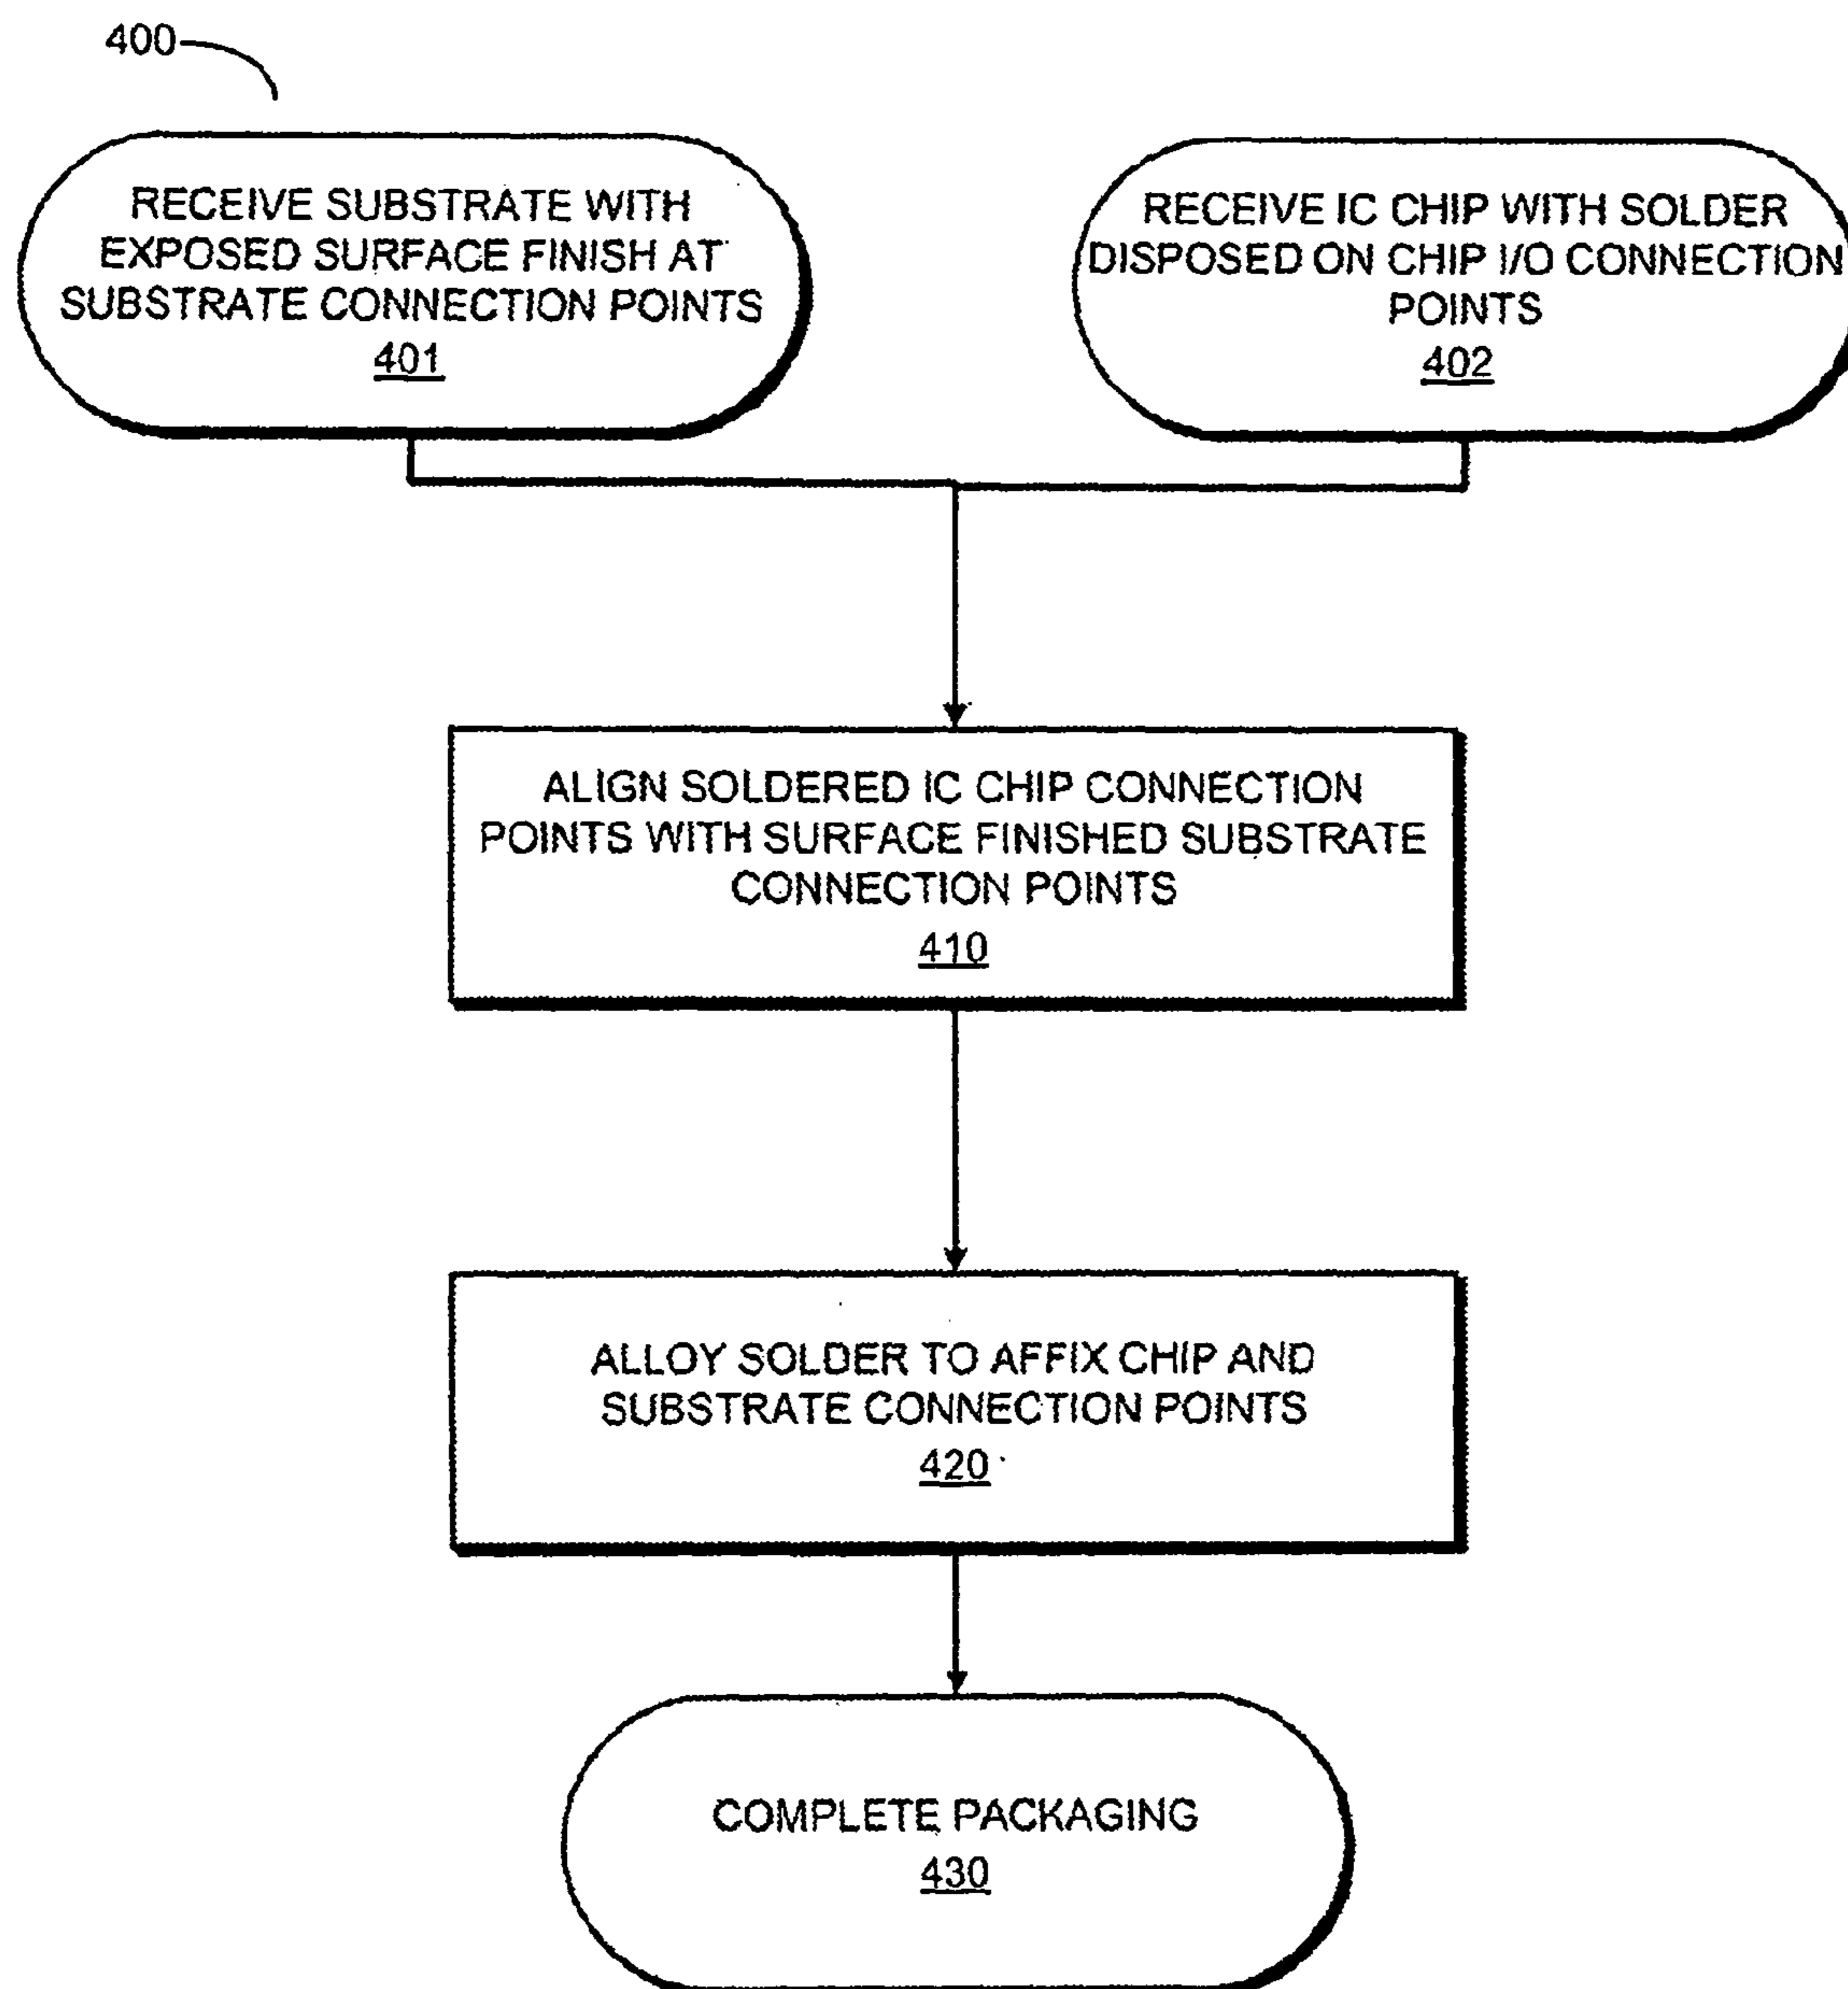 400
RECEIVE SUBSTRATE WITH
EXPOSED SURFACE FINISH AT
SUBSTRATE CONNECTION POINTS
401
RECEIVE IC CHIP WITH SOLDER
DISPOSED ON CHIP I/O CONNECTION
POINTS
402
ALIGN SOLDERED IC CHIP CONNECTION
POINTS WITH SURFACE FINISHED SUBSTRATE
CONNECTION POINTS
410
ALLOY SOLDER TO AFFIX CHIP AND
SUBSTRATE CONNECTION POINTS
420
COMPLETE PACKAGING
430